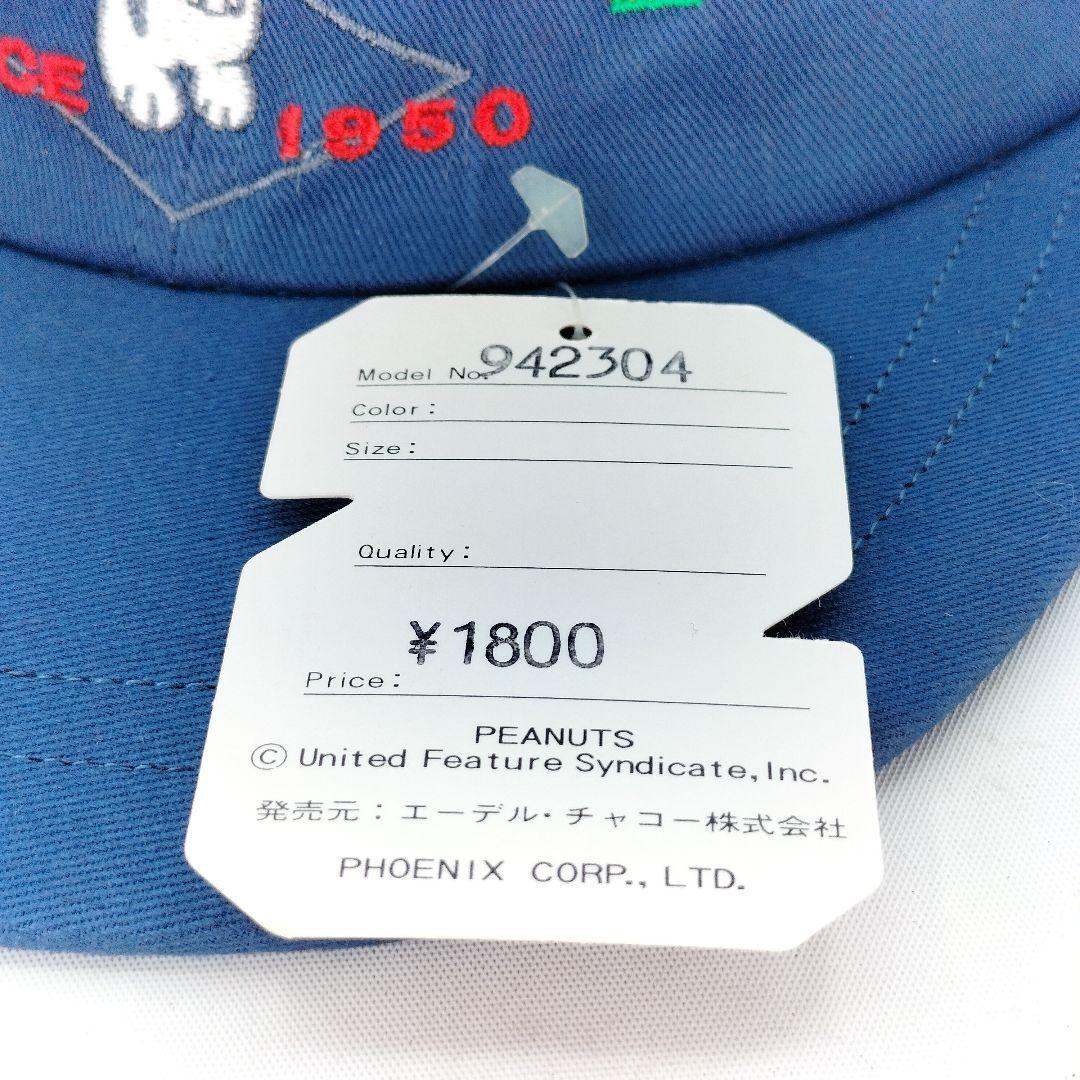 1950
Model No. 942304
Color:
Size:
Quality:
¥1800
Price:
PEANUTS
© United Feature Syndicate, Inc.
発売元:エーデル・チャコー株式会社
PHOENIX CORP., LTD.